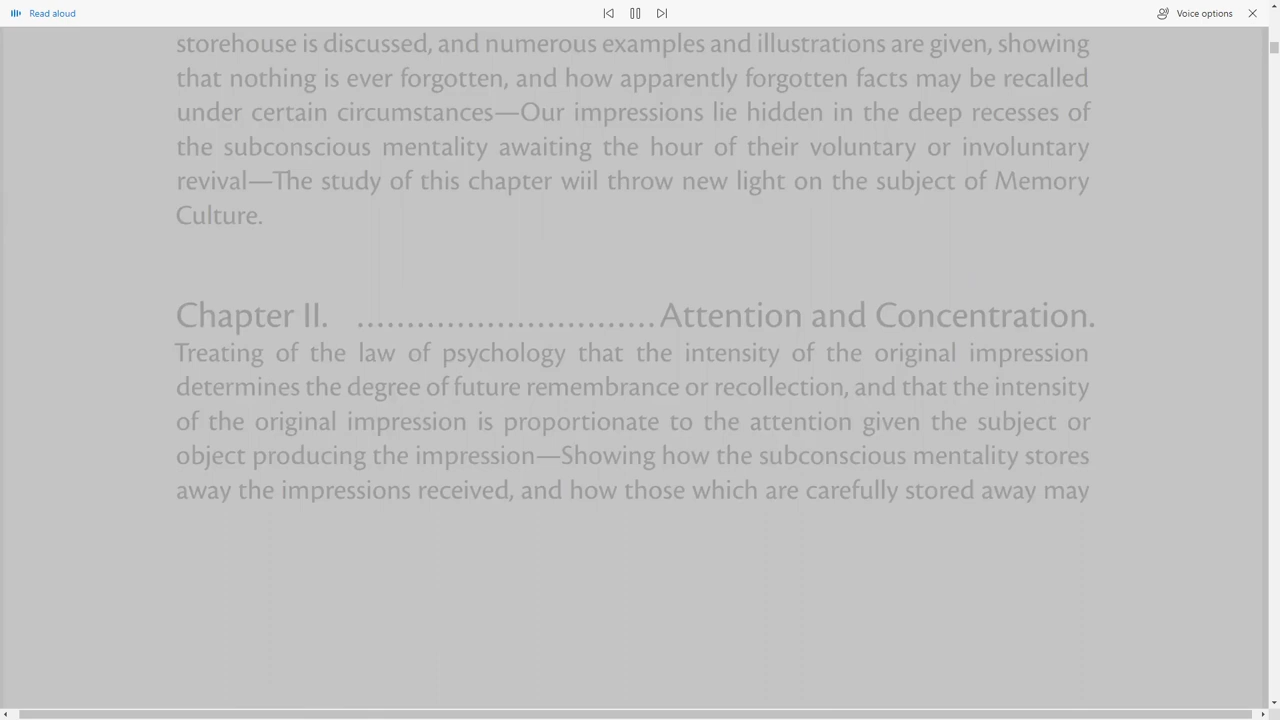 Read aloud
Voice options
storehouse is discussed, and numerous examples and illustrations are given, showing
that nothing is ever forgotten, and how apparently forgotten facts may be recalled
under certain circumstances—Our impressions lie hidden in the deep recesses of
the subconscious mentality awaiting the hour of their voluntary or involuntary
revival—The study of this chapter wiil throw new light on the subject of Memory
Culture.
Chapter II. ..............................Attention and Concentration.
Treating of the law of psychology that the intensity of the original impression
determines the degree of future remembrance or recollection, and that the intensity
of the original impression is proportionate to the attention given the subject or
object producing the impression—Showing how the subconscious mentality stores
away the impressions received, and how those which are carefully stored away may